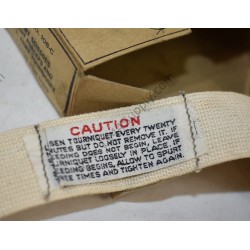 CAUTION
SEN TOURNIQUET EVERY TWENTY
UTES BUT DO NOT REMOVE IT. IF
EEDING DOES NOT BEGIN, LEAVE
URNIQUET LOOSELY IN PLACE, IF
EEDING BEGINS, ALLOW TO SPURT
TIMES AND TIGHTEN AGAIN.